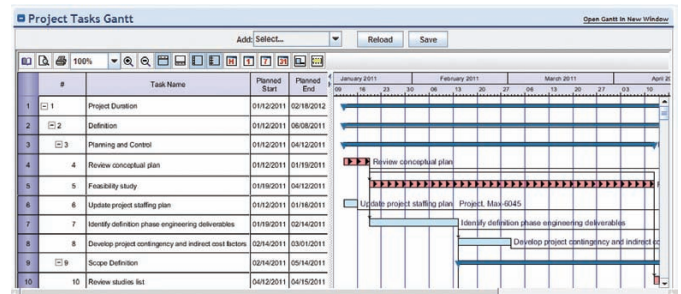 Project Tasks Gantt
Open Gantt In New Window
Add: Select... Reload Save
100%
# Task Name Planned Start Planned End January 2011 February 2011 March 2011 April 20
09 16 23 30 06 13 20 27 06 13 20 27 03 10
1 1 Project Duration 01/12/2011 02/18/2012
2 2 Definition 01/12/2011 06/08/2011
3 3 Planning and Control 01/12/2011 04/12/2011
4 4 Review conceptual plan 01/12/2011 01/19/2011 Review conceptual plan
5 5 Feasibility study 01/19/2011 04/12/2011
6 6 Update project staffing plan 01/12/2011 01/16/2011 Update project staffing plan Project, Max-6045
7 7 Identify definition phase engineering deliverables 01/19/2011 02/14/2011 Identify definition phase engineering deliverables
8 8 Develop project contingency and indirect cost factors 02/14/2011 03/01/2011 Develop project contingency and indirect co
9 9 Scope Definition 02/14/2011 05/14/2011
10 10 Review studies list 04/12/2011 04/15/2011